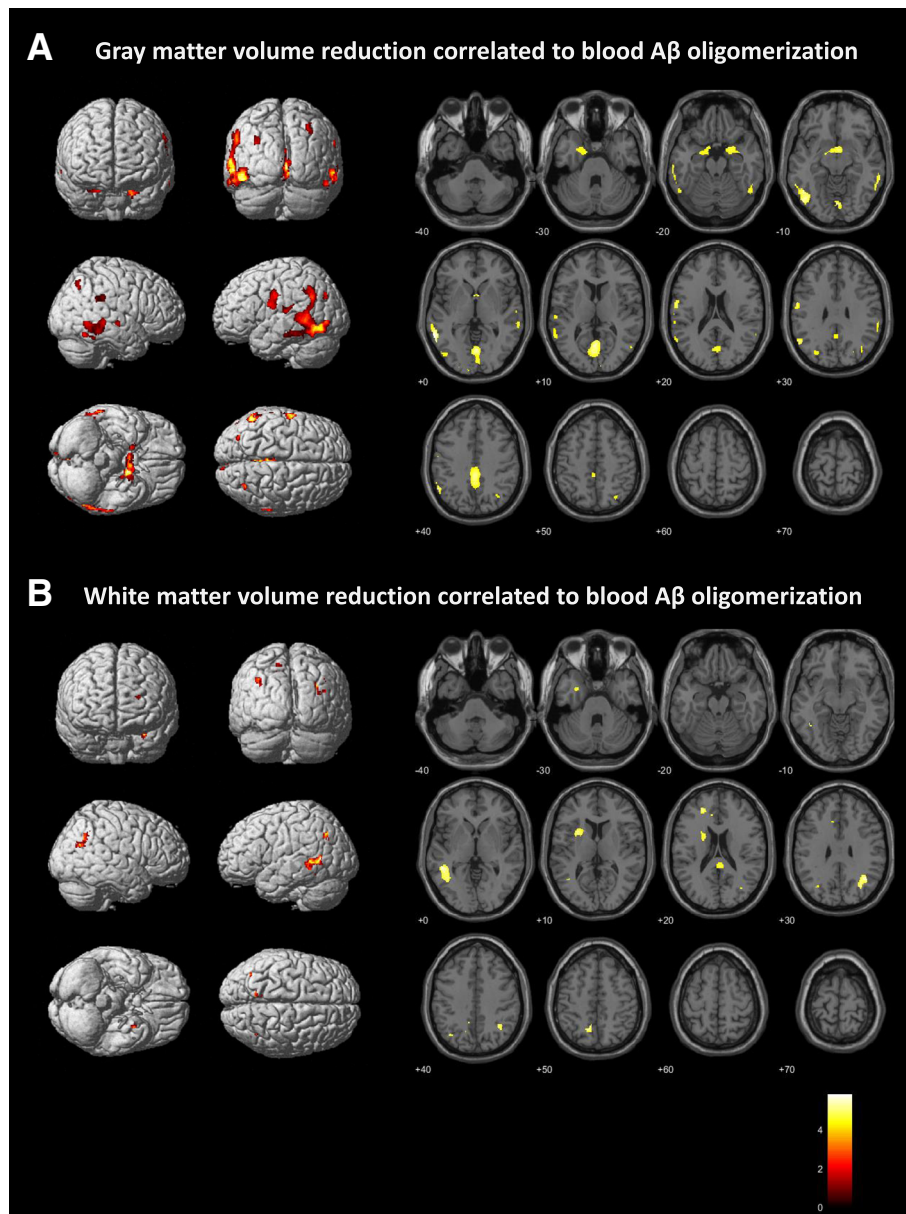 A Gray matter volume reduction correlated to blood Aβ oligomerization
-40 -30 -20 -10
+0 +10 +20 +30
+40 +50 +60 +70
B White matter volume reduction correlated to blood Aβ oligomerization
-40 -30 -20 -10
+0 +10 +20 +30
+40 +50 +60 +70
4
2
0